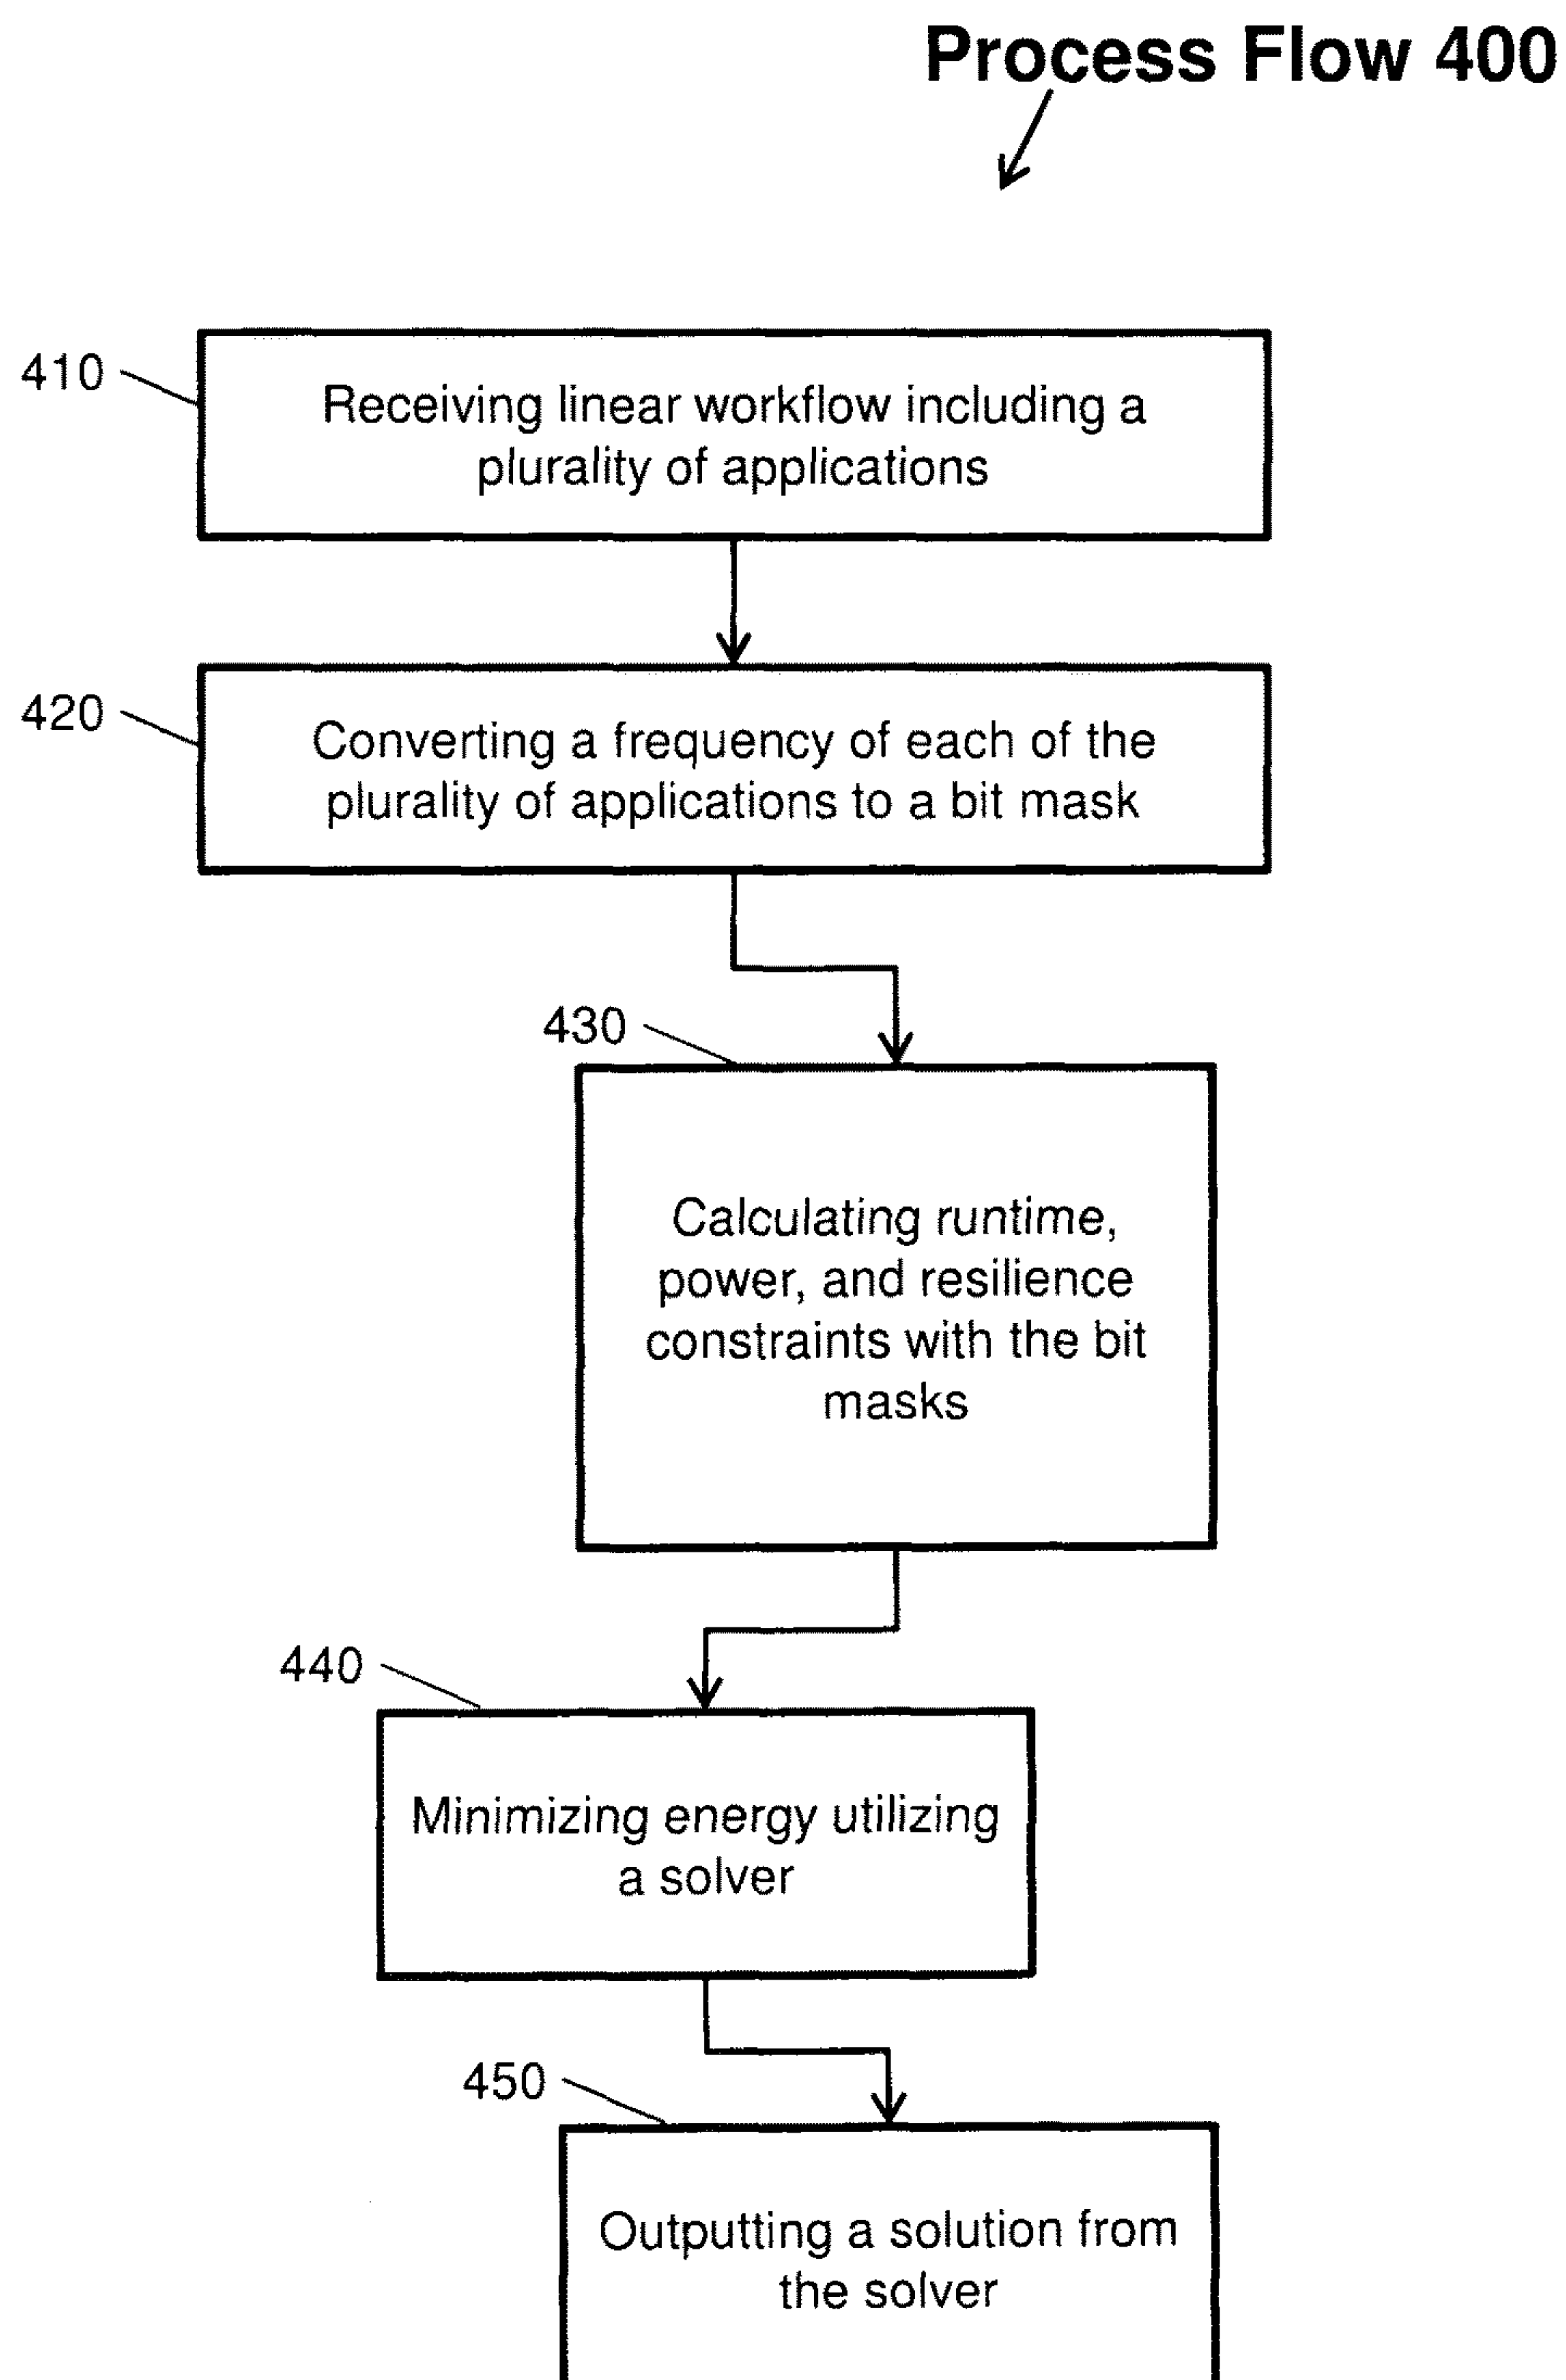 Process Flow 400
410
Receiving linear workflow including a
plurality of applications
420
Converting a frequency of each of the
plurality of applications to a bit mask
430
Calculating runtime,
power, and resilience
constraints with the bit
masks
440
Minimizing energy utilizing
a solver
450
Outputting a solution from
the solver